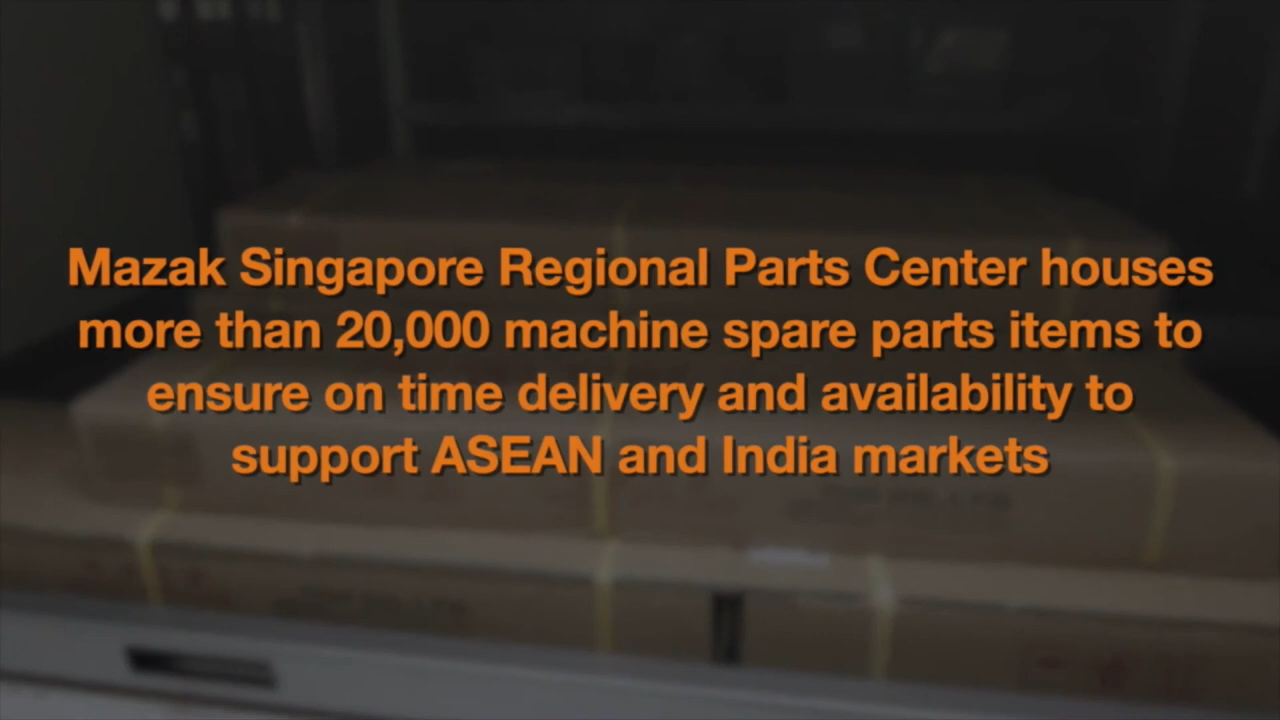 Mazak Singapore Regional Parts Center houses
more than 20,000 machine spare parts items to
ensure on time delivery and availability to
support ASEAN and India markets